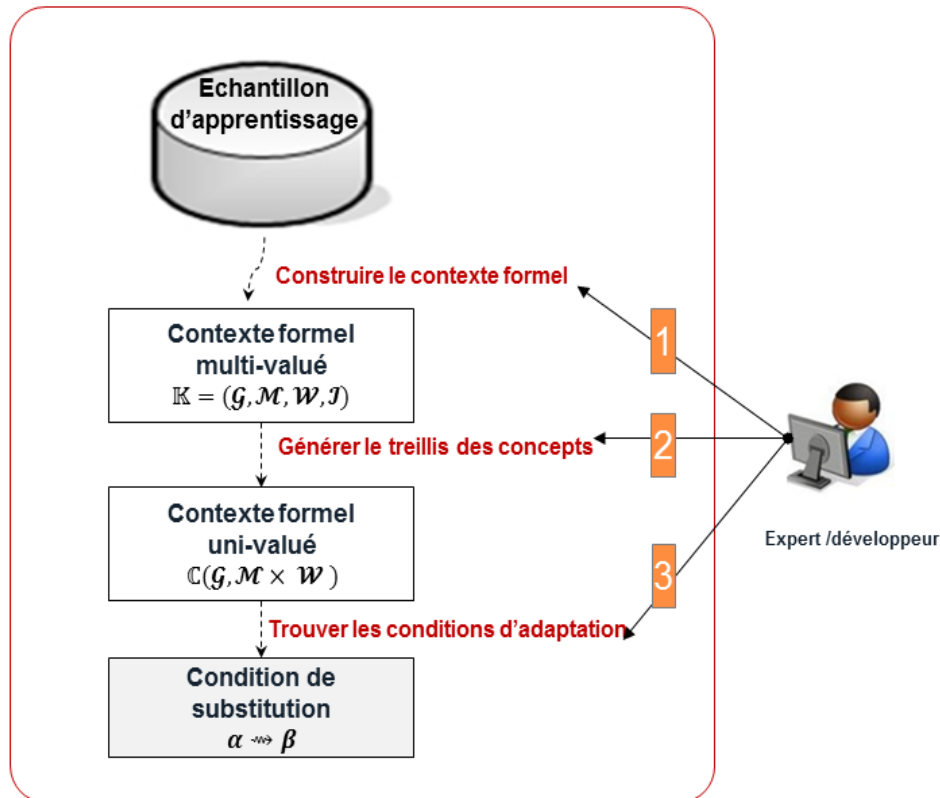 Echantillon
d'apprentissage
Construire le contexte formel
1
Contexte formel
multi-valué
𝕂 = (𝓖, 𝓜, 𝓦, 𝓘)
Générer le treillis des concepts
2
Contexte formel
uni-valué
ℂ(𝓖, 𝓜 × 𝓦 )
Expert /développeur
3
Trouver les conditions d'adaptation
Condition de
substitution
α ⇝ β